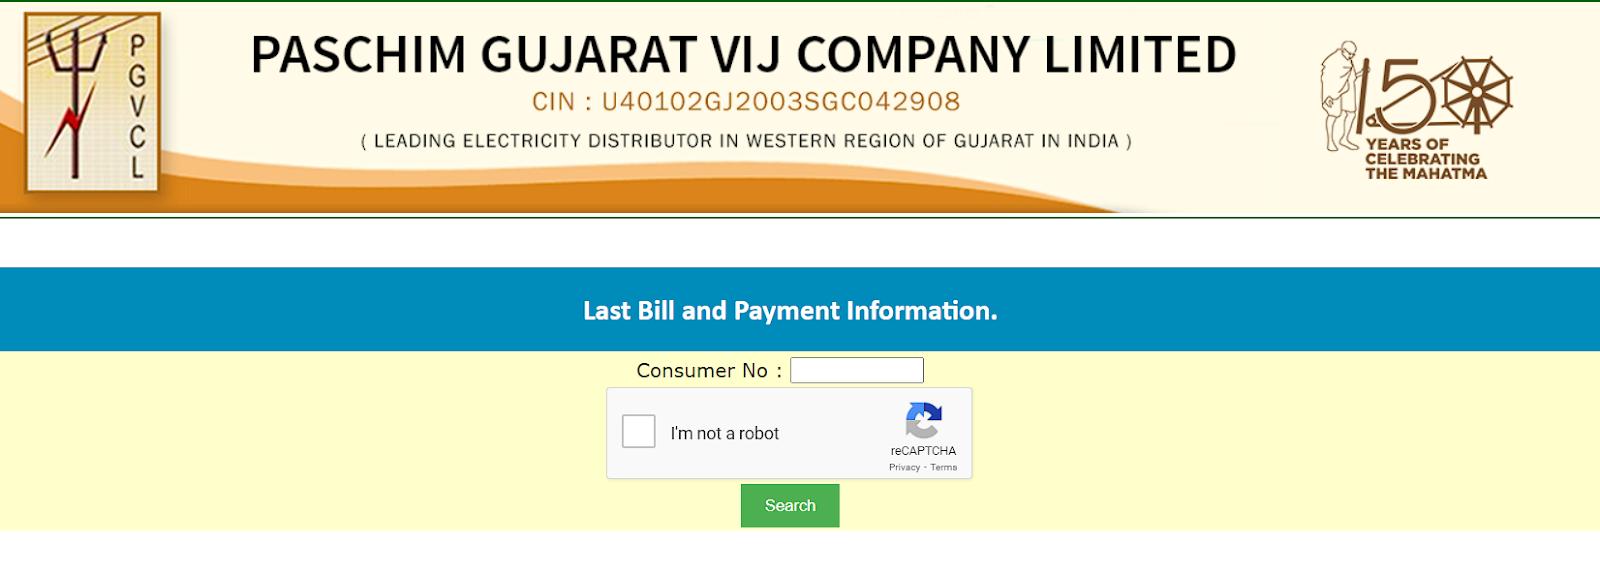 PGVCL
PASCHIM GUJARAT VIJ COMPANY LIMITED
CIN : U40102GJ2003SGC042908
( LEADING ELECTRICITY DISTRIBUTOR IN WESTERN REGION OF GUJARAT IN INDIA )
150
YEARS OF
CELEBRATING
THE MAHATMA
Last Bill and Payment Information.
Consumer No :
I'm not a robot
reCAPTCHA
Privacy - Terms
Search